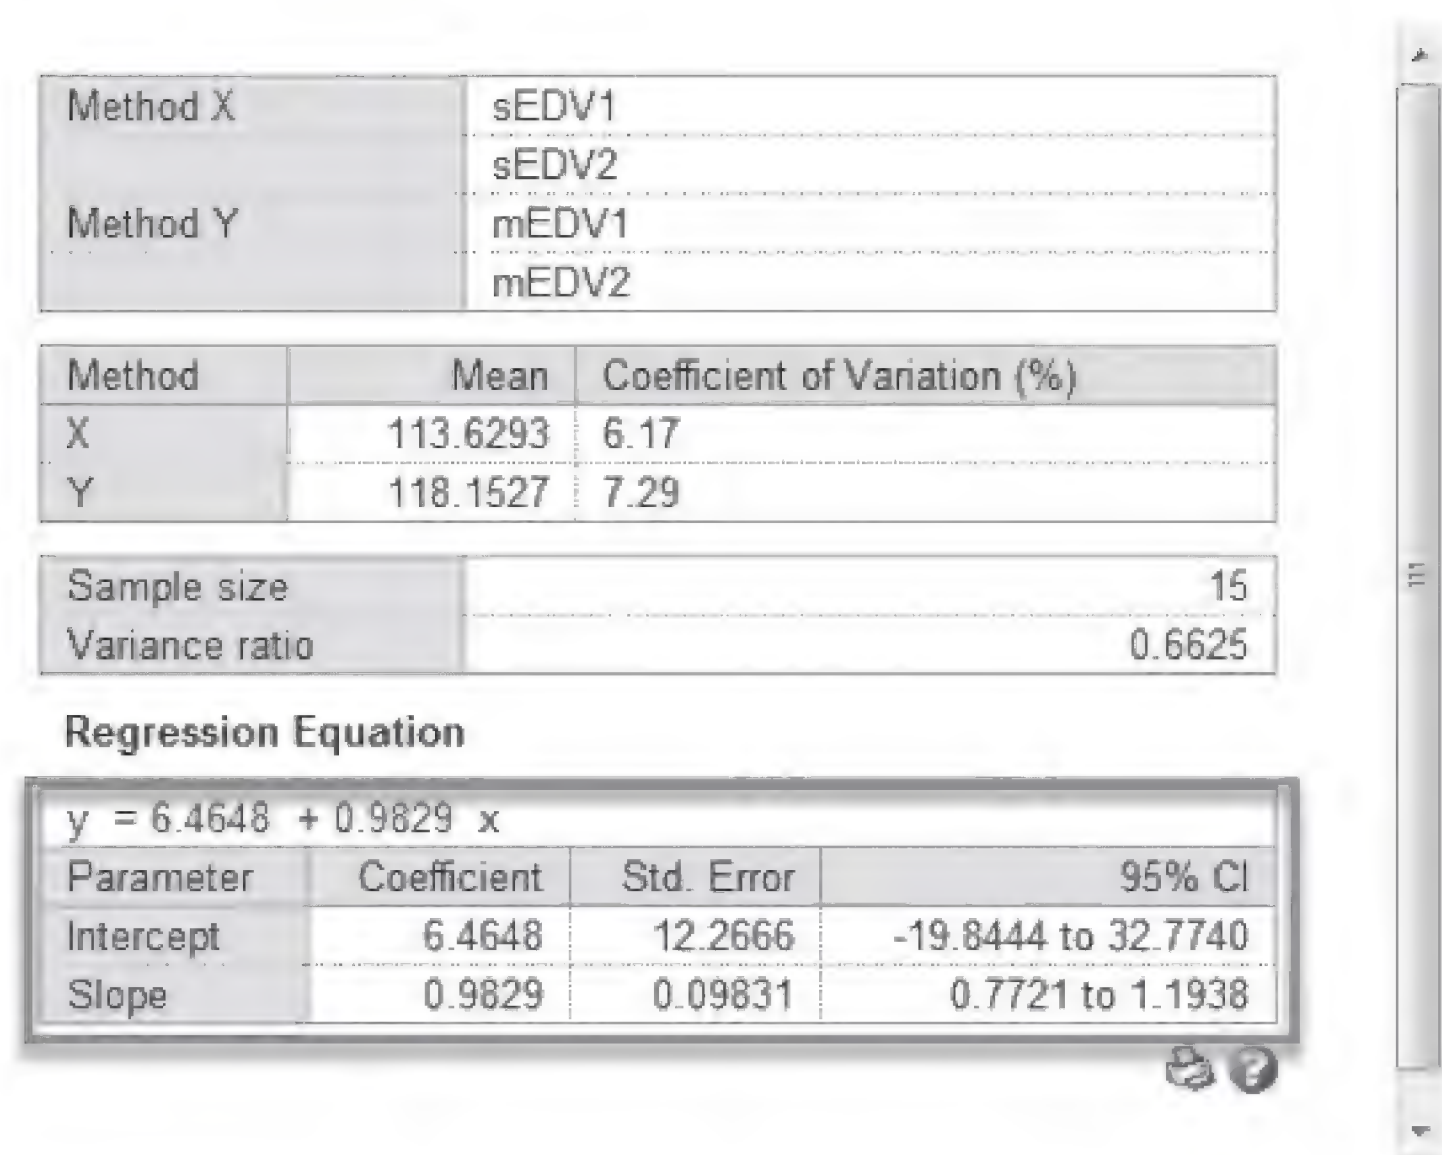 Method X sEDV1
sEDV2
Method Y mEDV1
mEDV2
Method Mean Coefficient of Variation (%)
X 113.6293 6.17
Y 118.1527 7.29
Sample size 15
Variance ratio 0.6625
Regression Equation
y = 6.4648 + 0.9829 x
Parameter Coefficient Std. Error 95% CI
Intercept 6.4648 12.2666 -19.8444 to 32.7740
Slope 0.9829 0.09831 0.7721 to 1.1938